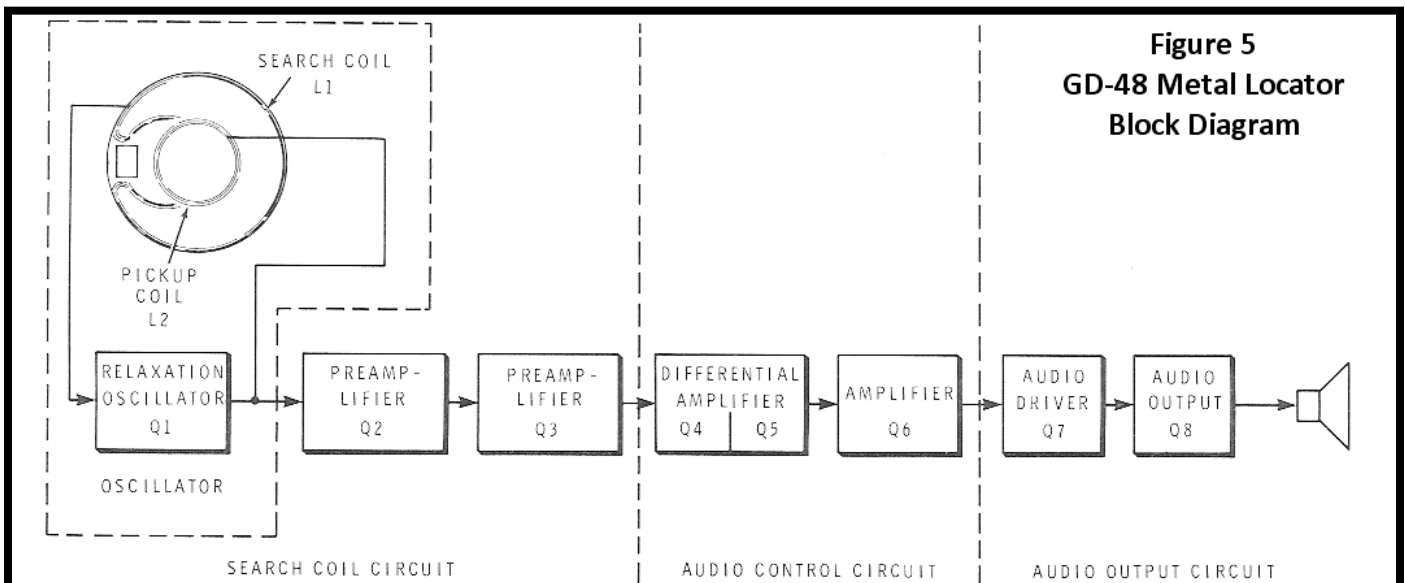 Figure 5
GD-48 Metal Locator
Block Diagram
SEARCH COIL
L1
PICKUP
COIL
L2
RELAXATION
OSCILLATOR
Q1
OSCILLATOR
PREAMP-
LIFIER
Q2
PREAMP-
LIFIER
Q3
DIFFERENTIAL
AMPLIFIER
Q4 Q5
AMPLIFIER
Q6
AUDIO
DRIVER
Q7
AUDIO
OUTPUT
Q8
SEARCH COIL CIRCUIT
AUDIO CONTROL CIRCUIT
AUDIO OUTPUT CIRCUIT